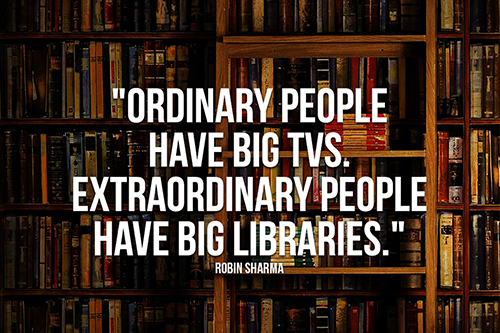 "ORDINARY PEOPLE
HAVE BIG TVS.
EXTRAORDINARY PEOPLE
HAVE BIG LIBRARIES."
ROBIN SHARMA